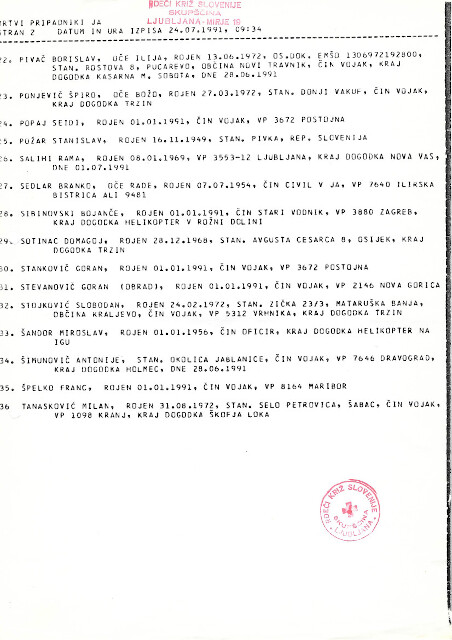 RDEČI KRIŽ SLOVENIJE
SKUPŠČINA
LJUBLJANA - MIRJE 19
MRTVI PRIPADNIKI JA
STRAN 2 DATUM IN URA IZPISA 24.07.1991, 09:34
22. PIVAČ BORISLAV, OČE ILIJA, ROJEN 13.06.1972, OS.DOK. EMŠO 1306972192800,
STAN. ROSTOVA 8, PUCAREVO, OBČINA NOVI TRAVNIK, ČIN VOJAK, KRAJ
DOGODKA KASARNA M. SOBOTA, DNE 28.06.1991
23. PONJEVIĆ ŠPIRO, OČE BOŽO, ROJEN 27.03.1972, STAN. DONJI VAKUF, ČIN VOJAK,
KRAJ DOGODKA TRZIN
24. POPAJ SEIDI, ROJEN 01.01.1991, ČIN VOJAK, VP 3672 POSTOJNA
25. PUŽAR STANISLAV, ROJEN 16.11.1949, STAN. PIVKA, REP. SLOVENIJA
26. SALIHI RAMA, ROJEN 08.01.1969, VP 3553-12 LJUBLJANA, KRAJ DOGODKA NOVA VAS,
DNE 01.07.1991
27. SEDLAR BRANKO, OČE RADE, ROJEN 07.07.1954, ČIN CIVIL V JA, VP 7640 ILIRSKA
BISTRICA ALI 9481
28. SIBINOVSKI BOJANČE, ROJEN 01.01.1991, ČIN STARI VODNIK, VP 3880 ZAGREB,
KRAJ DOGODKA HELIKOPTER V ROŽNI DOLINI
29. SOTINAC DOMAGOJ, ROJEN 28.12.1968, STAN. AVGUSTA CESARCA 8, OSIJEK, KRAJ
DOGODKA TRZIN
30. STANKOVIĆ GORAN, ROJEN 01.01.1991, ČIN VOJAK, VP 3672 POSTOJNA
31. STEVANOVIĆ GORAN (OBRAD), ROJEN 01.01.1991, ČIN VOJAK, VP 2146 NOVA GORICA
32. STOJKOVIĆ SLOBODAN, ROJEN 24.02.1972, STAN. ZIČKA 23/3, MATARUŠKA BANJA,
OBČINA KRALJEVO, ČIN VOJAK, VP 5312 VRHNIKA, KRAJ DOGODKA TRZIN
33. ŠANDOR MIROSLAV, ROJEN 01.01.1956, ČIN OFICIR, KRAJ DOGODKA HELIKOPTER NA
IGU
34. ŠIMUNOVIĆ ANTONIJE, STAN. OKOLICA JABLANICE, ČIN VOJAK, VP 7646 DRAVOGRAD,
KRAJ DOGODKA HOLMEC, DNE 28.06.1991
35. ŠPELKO FRANC, ROJEN 01.01.1991, ČIN VOJAK, VP 8164 MARIBOR
36 TANASKOVIĆ MILAN, ROJEN 31.08.1972, STAN. SELO PETROVICA, ŠABAC, ČIN VOJAK,
VP 1098 KRANJ, KRAJ DOGODKA ŠKOFJA LOKA
RDEČI KRIŽ SLOVENIJE
SKUPŠČINA
LJUBLJANA